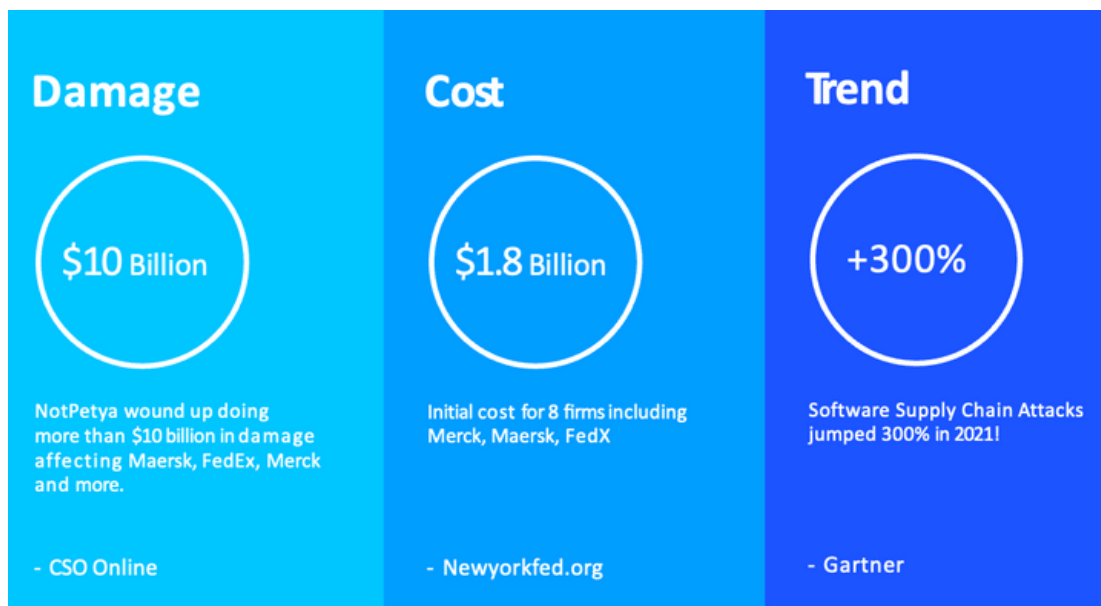 Damage
$10 Billion
NotPetya wound up doing
more than $10 billion in damage
affecting Maersk, FedEx, Merck
and more.
- CSO Online
Cost
$1.8 Billion
Initial cost for 8 firms including
Merck, Maersk, FedX
- Newyorkfed.org
Trend
+300%
Software Supply Chain Attacks
jumped 300% in 2021!
- Gartner